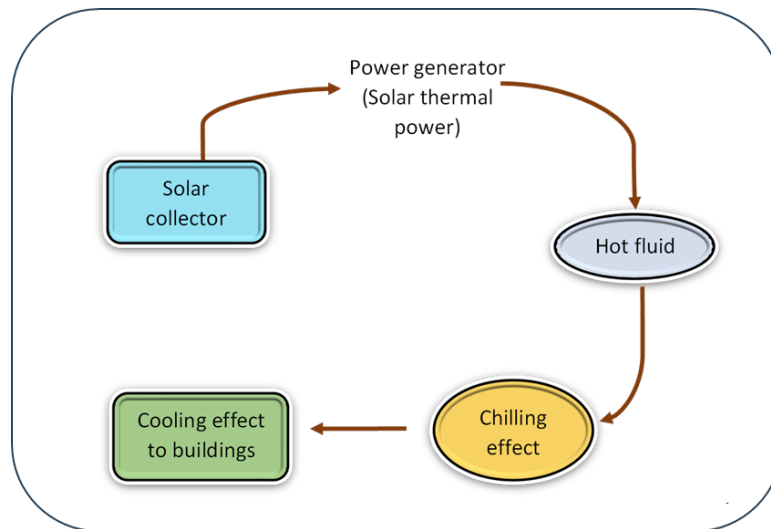 Power generator
(Solar thermal
power)
Solar
collector
Hot fluid
Chilling
effect
Cooling effect
to buildings